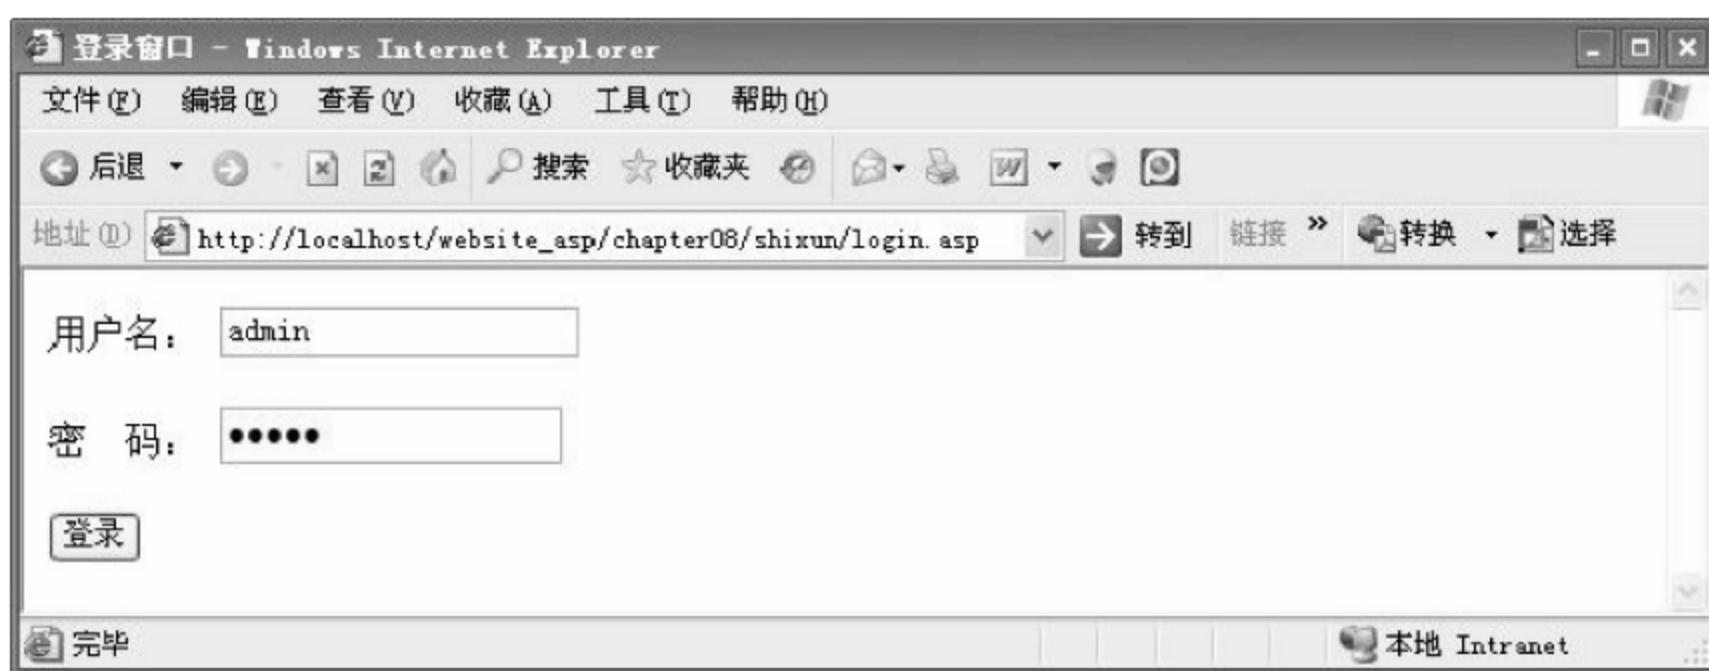 登录窗口 - Windows Internet Explorer
文件(F) 编辑(E) 查看(V) 收藏(A) 工具(T) 帮助(H)
后退 搜索 收藏夹
地址(D) http://localhost/website_asp/chapter08/shixun/login.asp 转到 链接 » 转换 选择
用户名： admin
密 码： •••••
登录
完毕 本地 Intranet